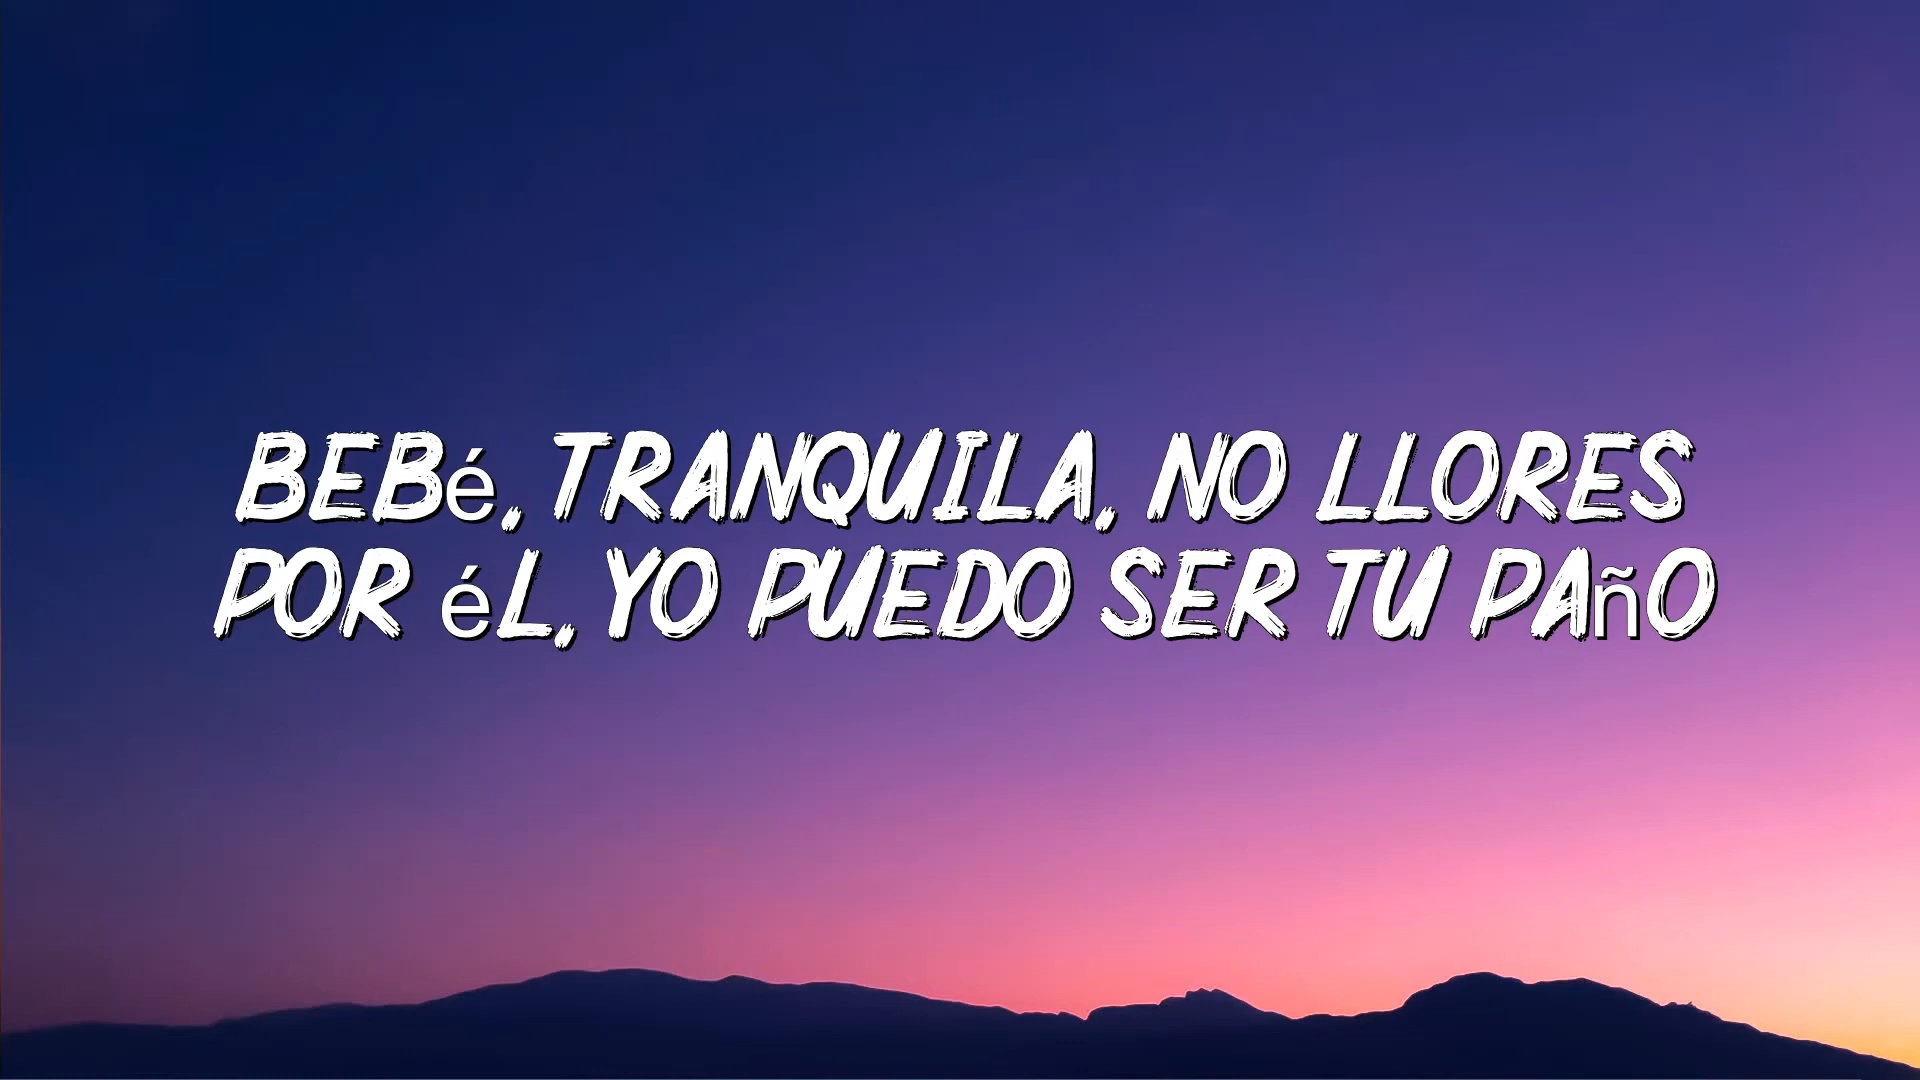 BEBé, TRANQUILA, NO LLORES
POR éL, YO PUEDO SER TU PAñO